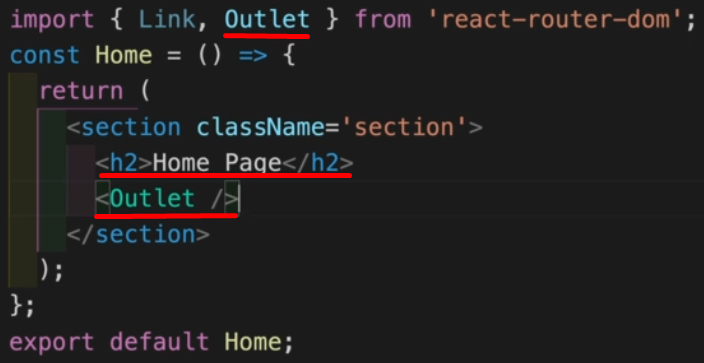 import { Link, Outlet } from 'react-router-dom';
const Home = () => {
return (
<section className='section'>
<h2>Home Page</h2>
<Outlet />
</section>
);
};
export default Home;